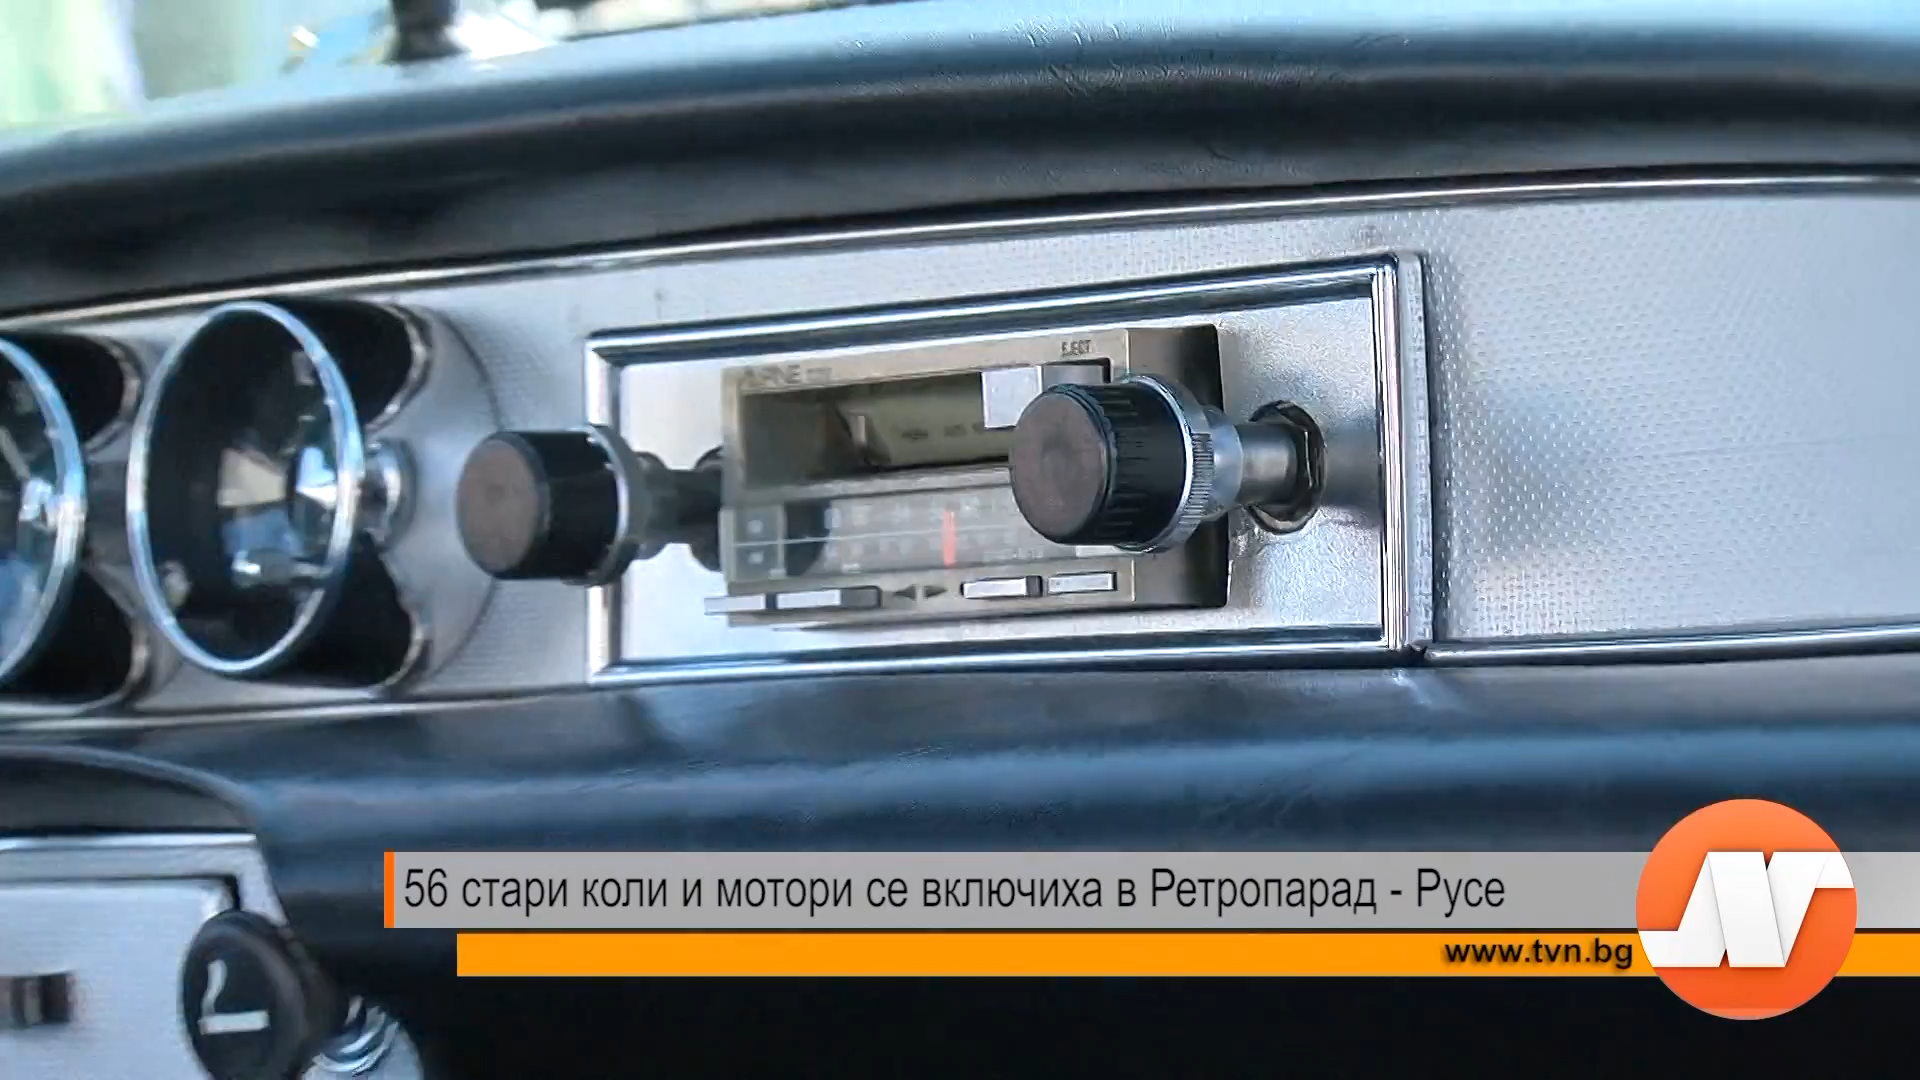 EJECT
56 стари коли и мотори се включиха в Ретропарад - Русе
www.tvn.bg